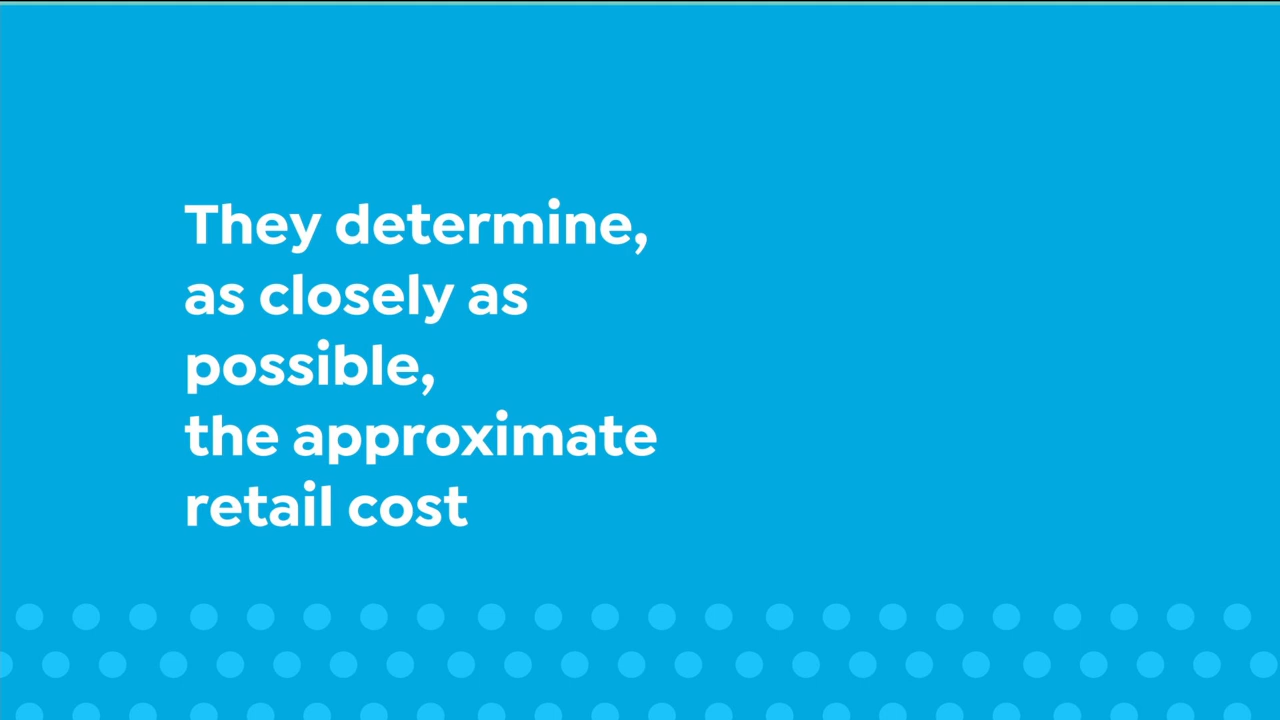 They determine,
as closely as
possible,
the approximate
retail cost